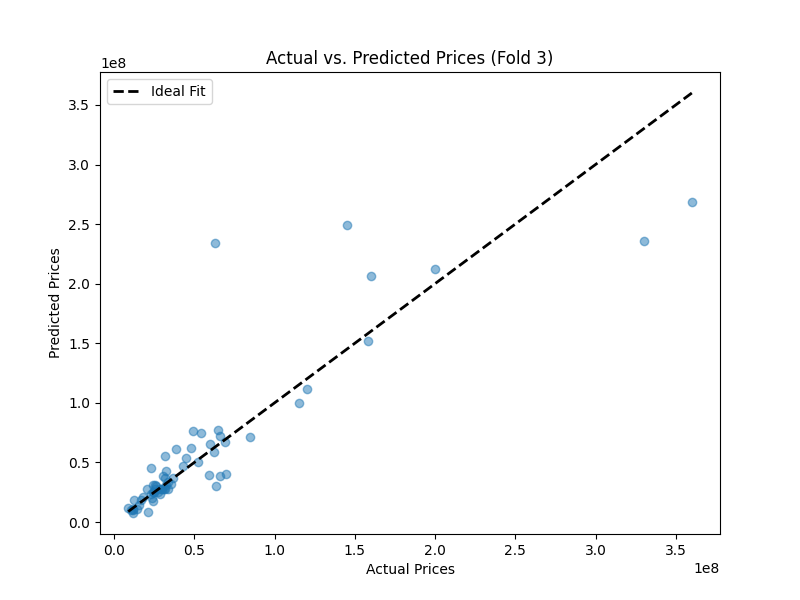 Actual vs. Predicted Prices (Fold 3)
1e8
Ideal Fit
3.5
3.0
2.5
2.0
1.5
1.0
0.5
0.0
Predicted Prices
0.0 0.5 1.0 1.5 2.0 2.5 3.0 3.5
1e8
Actual Prices